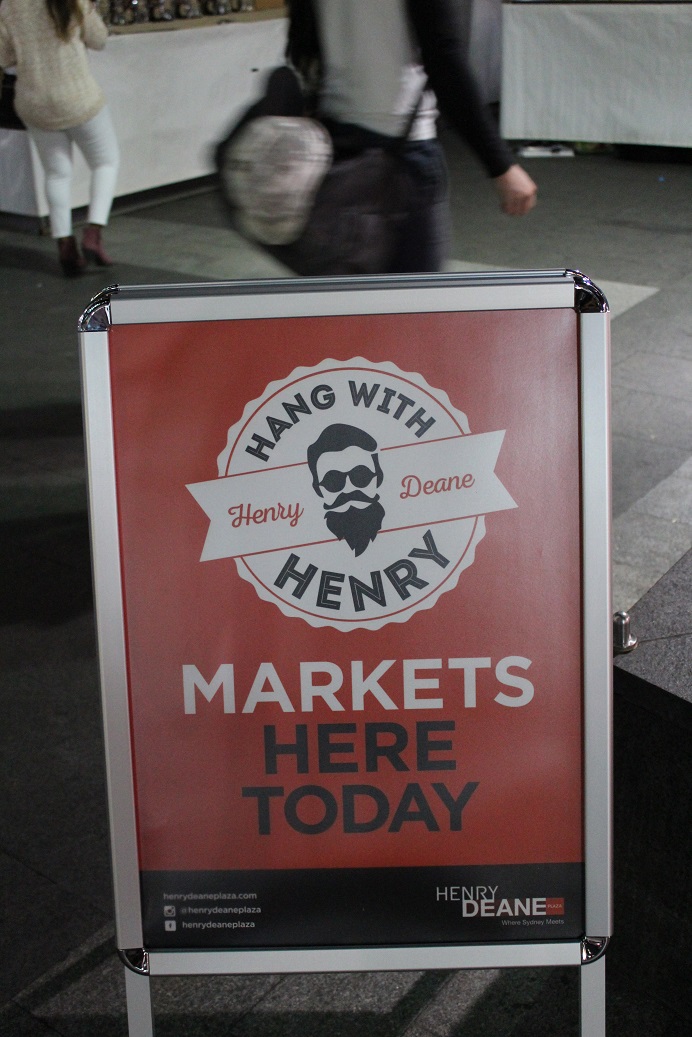 HANG WITH
Henry Deane
HENRY
MARKETS
HERE
TODAY
henrydeaneplaza.com
@henrydeaneplaza
henrydeaneplaza
HENRY
DEANE PLAZA
Where Sydney Meets